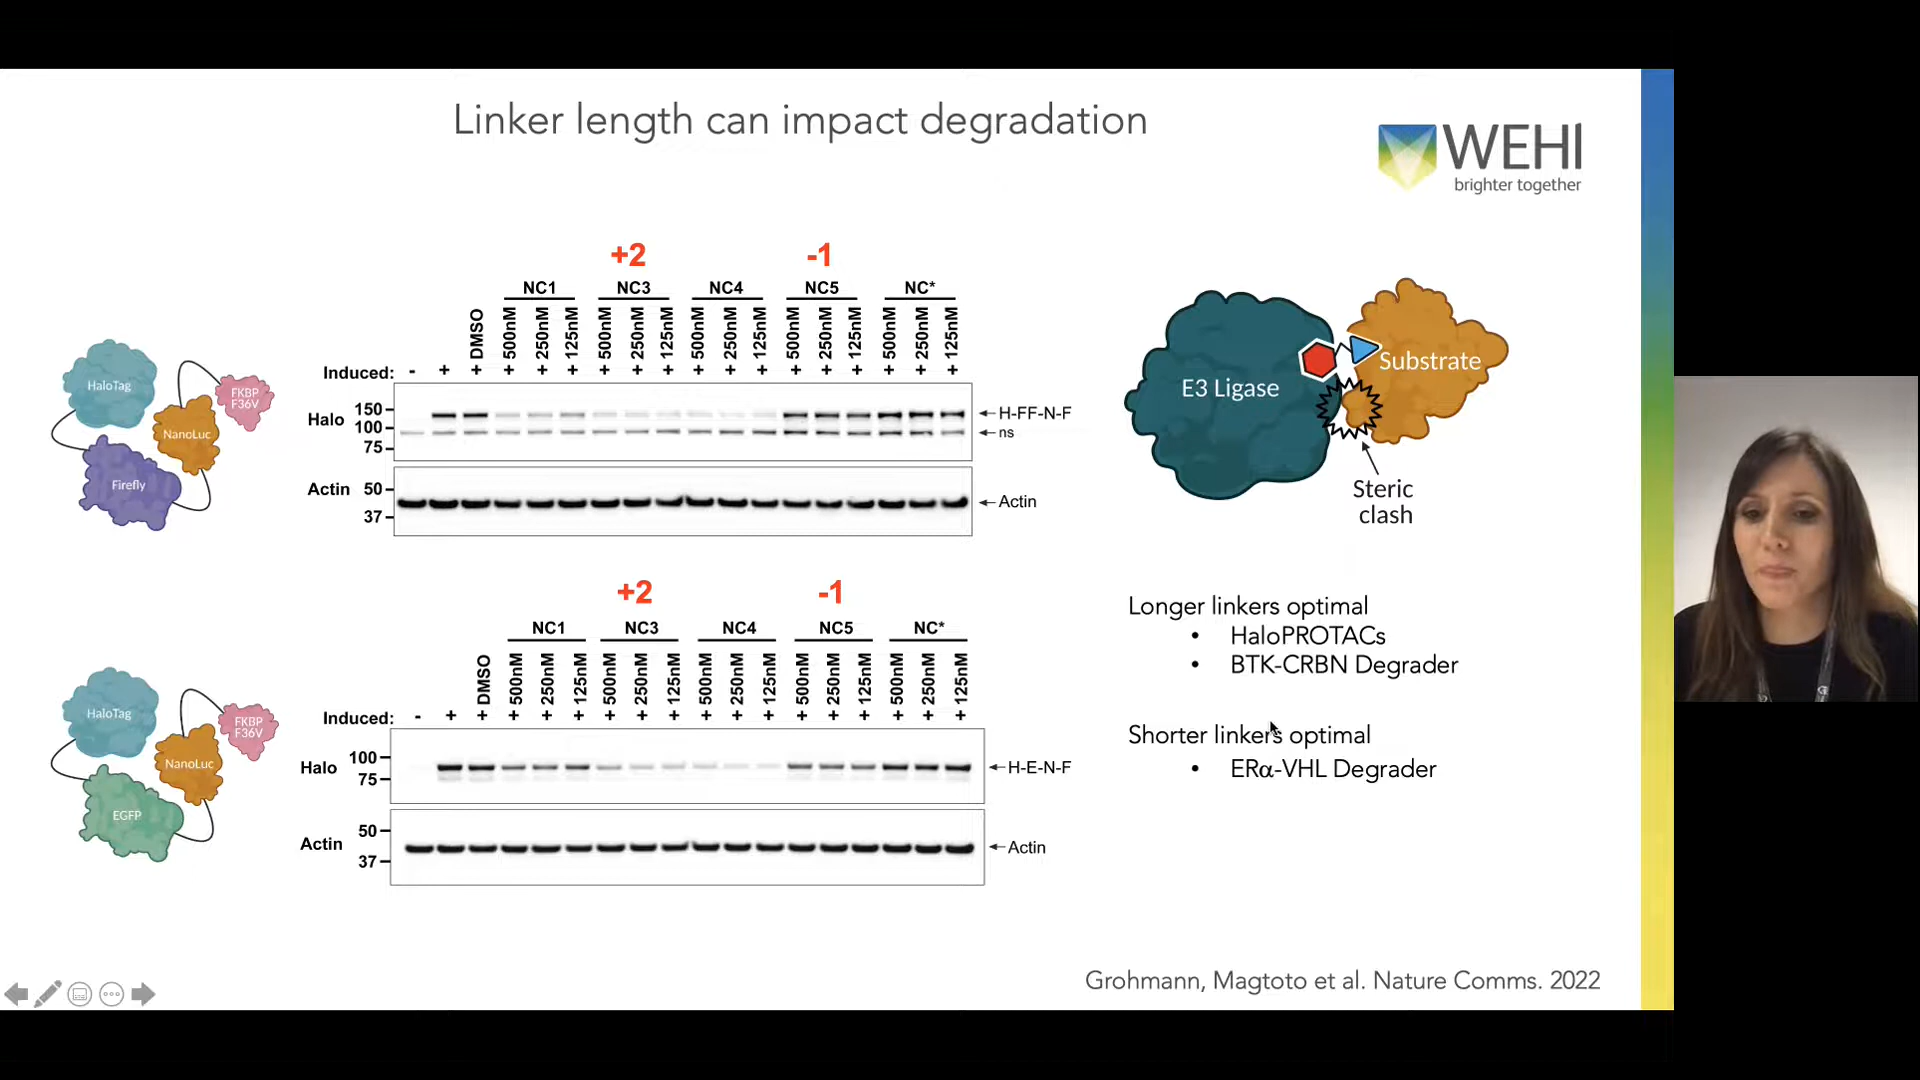 Linker length can impact degradation
WEHI
brighter together
+2
-1
NC1 NC3 NC4 NC5 NC*
DMSO 500nM 250nM 125nM 500nM 250nM 125nM 500nM 250nM 125nM 500nM 250nM 125nM 500nM 250nM 125nM
Induced: - + + + + + + + + + + + + + + + + +
HaloTag
FKBP
F36V
NanoLuc
Firefly
Halo
150
100
75
H-FF-N-F
ns
Actin
50
37
Actin
E3 Ligase
Substrate
Steric
clash
+2
-1
NC1 NC3 NC4 NC5 NC*
DMSO 500nM 250nM 125nM 500nM 250nM 125nM 500nM 250nM 125nM 500nM 250nM 125nM 500nM 250nM 125nM
Induced: - + + + + + + + + + + + + + + + + +
HaloTag
FKBP
F36V
NanoLuc
EGFP
Halo
100
75
H-E-N-F
Actin
50
37
Actin
Longer linkers optimal
• HaloPROTACs
• BTK-CRBN Degrader
Shorter linkers optimal
• ERα-VHL Degrader
Grohmann, Magtoto et al. Nature Comms. 2022